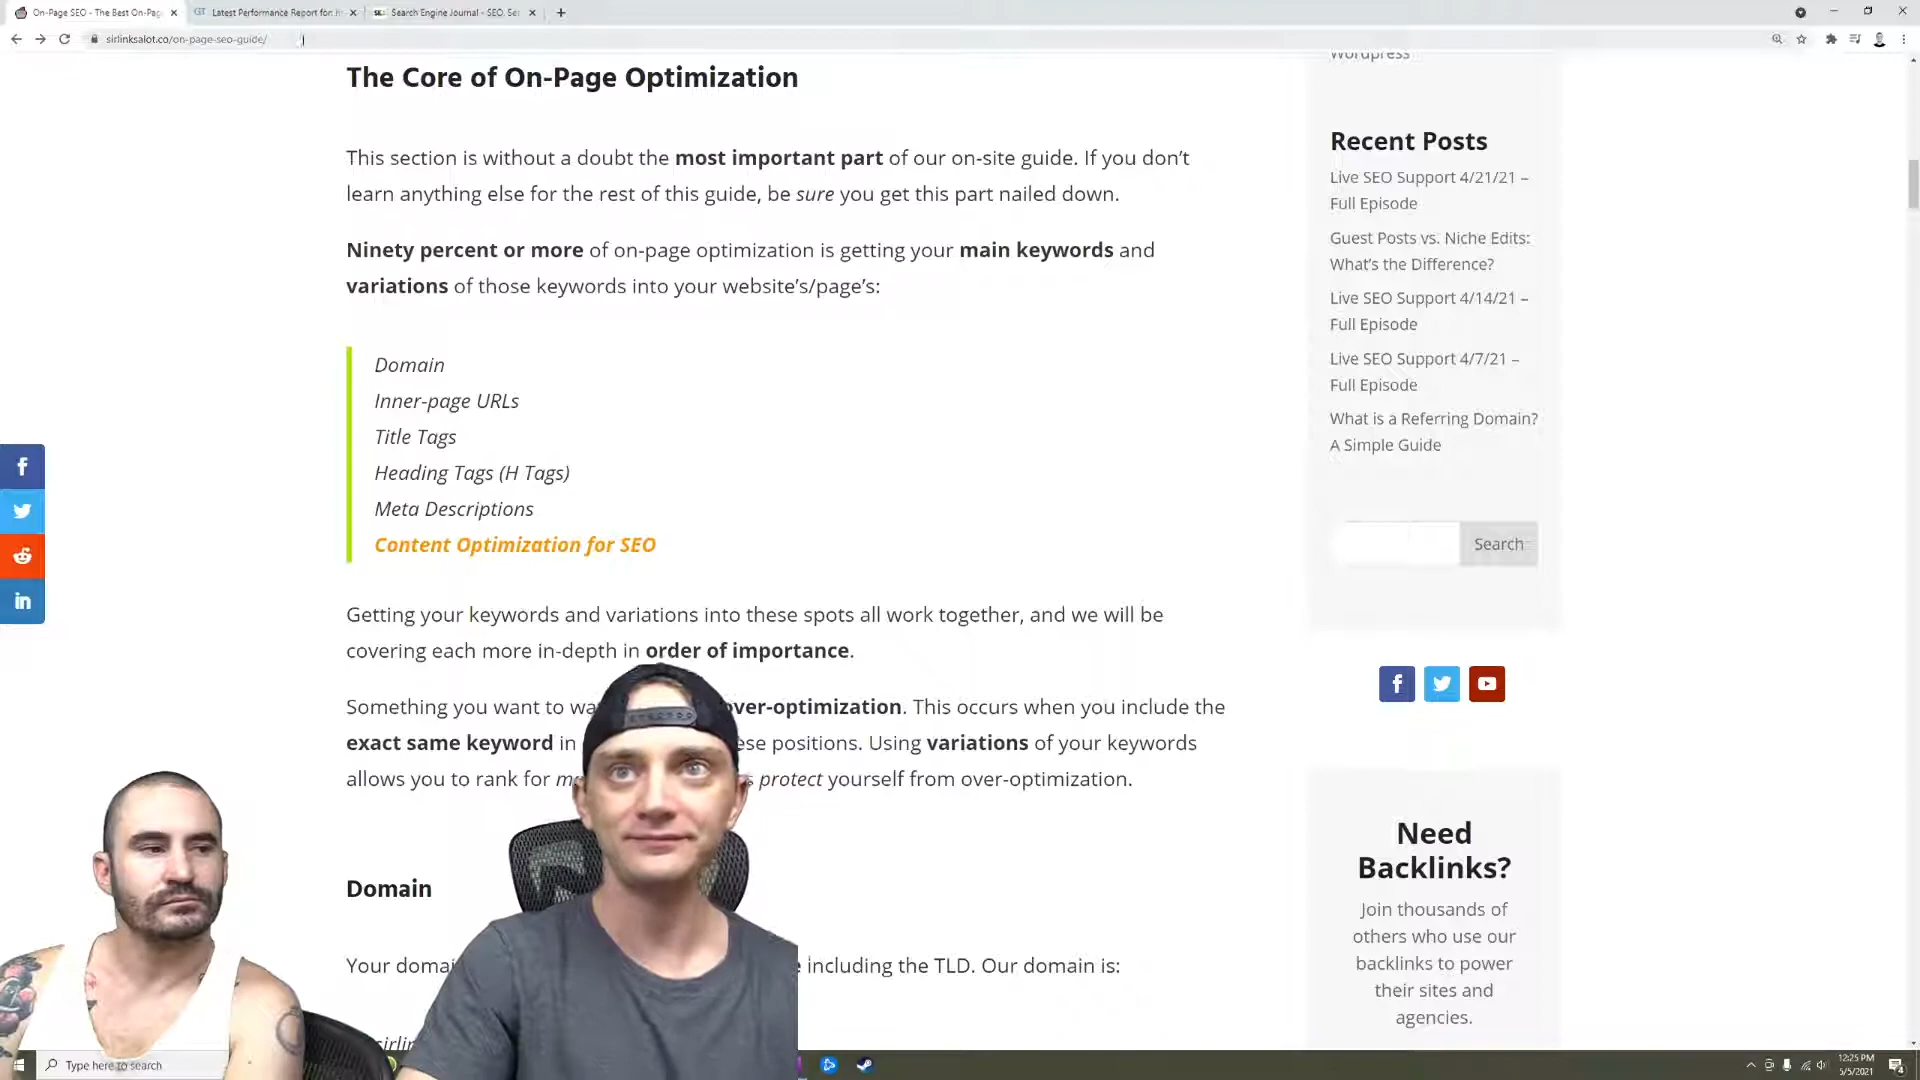 On-Page SEO - The Best On-Pag
Latest Performance Report for:
Search Engine Journal - SEO, Se
sirlinksalot.co/on-page-seo-guide/
The Core of On-Page Optimization
This section is without a doubt the most important part of our on-site guide. If you don’t
learn anything else for the rest of this guide, be sure you get this part nailed down.
Ninety percent or more of on-page optimization is getting your main keywords and
variations of those keywords into your website’s/page’s:
Domain
Inner-page URLs
Title Tags
Heading Tags (H Tags)
Meta Descriptions
Content Optimization for SEO
Getting your keywords and variations into these spots all work together, and we will be
covering each more in-depth in order of importance.
Something you want to over-optimization. This occurs when you include the
exact same keyword in positions. Using variations of your keywords
allows you to rank for protect yourself from over-optimization.
Domain
Your including the TLD. Our domain is:
Wordpress
Recent Posts
Live SEO Support 4/21/21 –
Full Episode
Guest Posts vs. Niche Edits:
What’s the Difference?
Live SEO Support 4/14/21 –
Full Episode
Live SEO Support 4/7/21 –
Full Episode
What is a Referring Domain?
A Simple Guide
Search
Need
Backlinks?
Join thousands of
others who use our
backlinks to power
their sites and
agencies.
Type here to search
12:25 PM
5/5/2021